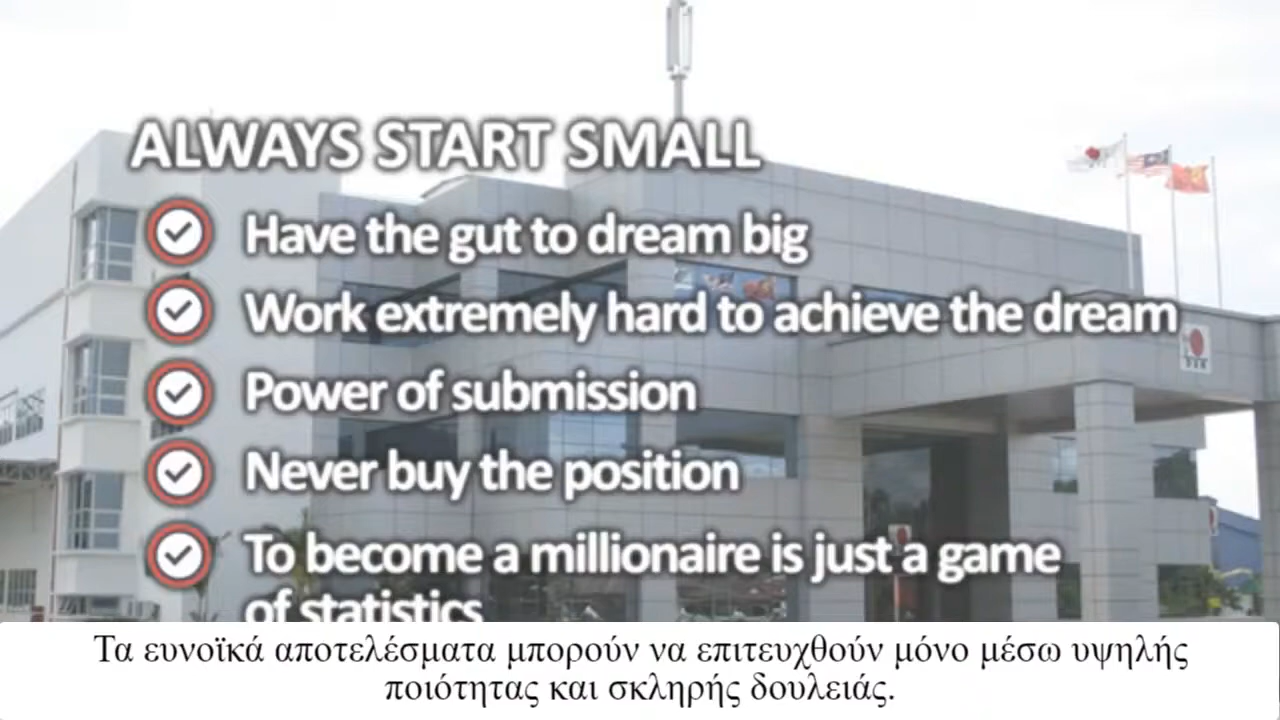 ALWAYS START SMALL
Have the gut to dream big
Work extremely hard to achieve the dream
Power of submission
Never buy the position
To become a millionaire is just a game
of statistics
Τα ευνοϊκά αποτελέσματα μπορούν να επιτευχθούν μόνο μέσω υψηλής
ποιότητας και σκληρής δουλειάς.